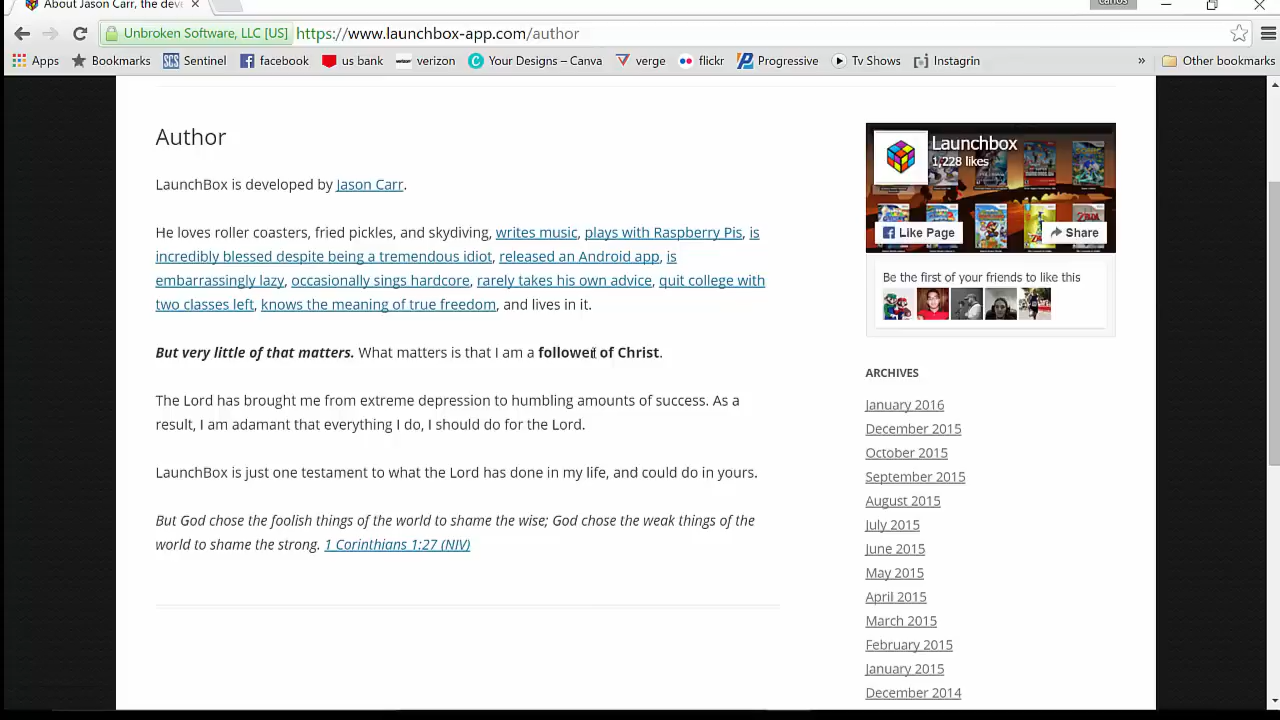 About Jason Carr, the dev
carlos
Unbroken Software, LLC [US]
https://www.launchbox-app.com/author
Apps
Bookmarks
SCS Sentinel
facebook
us bank
verizon
Your Designs – Canva
verge
flickr
Progressive
Tv Shows
Instagrin
»
Other bookmarks
Author
LaunchBox is developed by Jason Carr.
He loves roller coasters, fried pickles, and skydiving, writes music, plays with Raspberry Pis, is
incredibly blessed despite being a tremendous idiot, released an Android app, is
embarrassingly lazy, occasionally sings hardcore, rarely takes his own advice, quit college with
two classes left, knows the meaning of true freedom, and lives in it.
But very little of that matters. What matters is that I am a follower of Christ.
The Lord has brought me from extreme depression to humbling amounts of success. As a
result, I am adamant that everything I do, I should do for the Lord.
LaunchBox is just one testament to what the Lord has done in my life, and could do in yours.
But God chose the foolish things of the world to shame the wise; God chose the weak things of the
world to shame the strong. 1 Corinthians 1:27 (NIV)
Launchbox
1,228 likes
Like Page
Share
Be the first of your friends to like this
ARCHIVES
January 2016
December 2015
October 2015
September 2015
August 2015
July 2015
June 2015
May 2015
April 2015
March 2015
February 2015
January 2015
December 2014